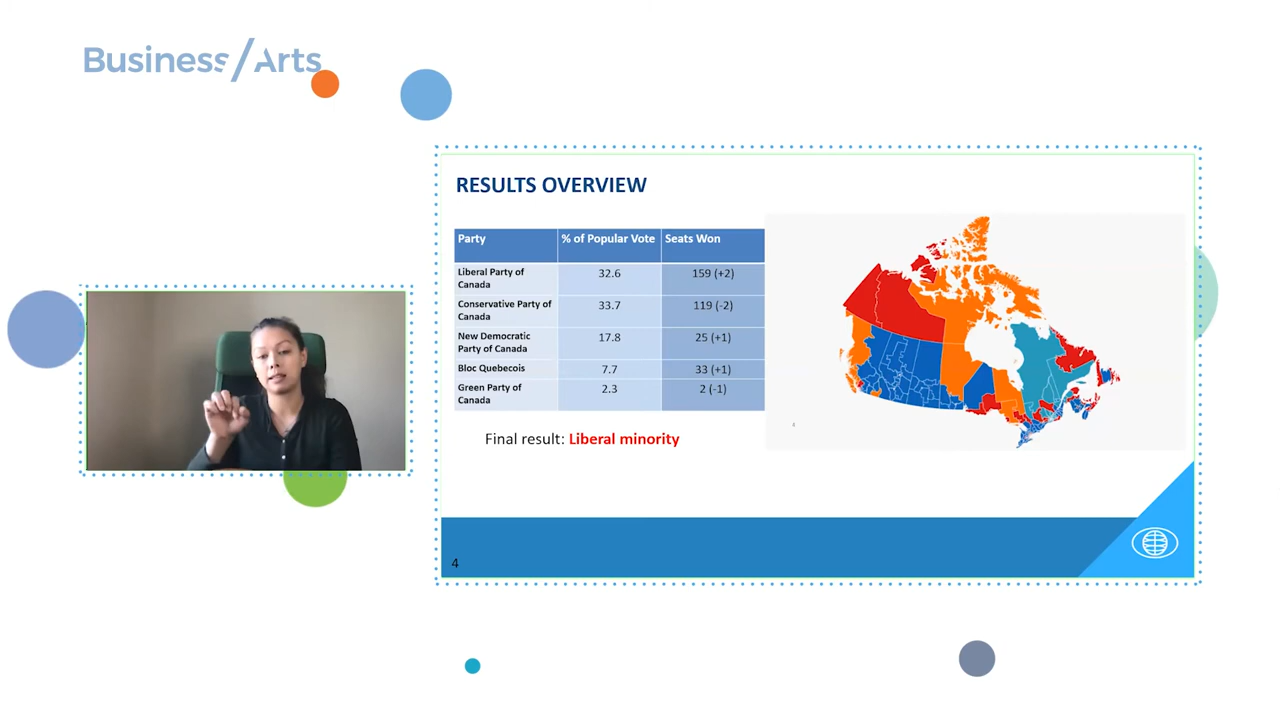 Business/Arts
RESULTS OVERVIEW
Party % of Popular Vote Seats Won
Liberal Party of
Canada 32.6 159 (+2)
Conservative Party of
Canada 33.7 119 (-2)
New Democratic
Party of Canada 17.8 25 (+1)
Bloc Quebecois 7.7 33 (+1)
Green Party of
Canada 2.3 2 (-1)
Final result: Liberal minority
4